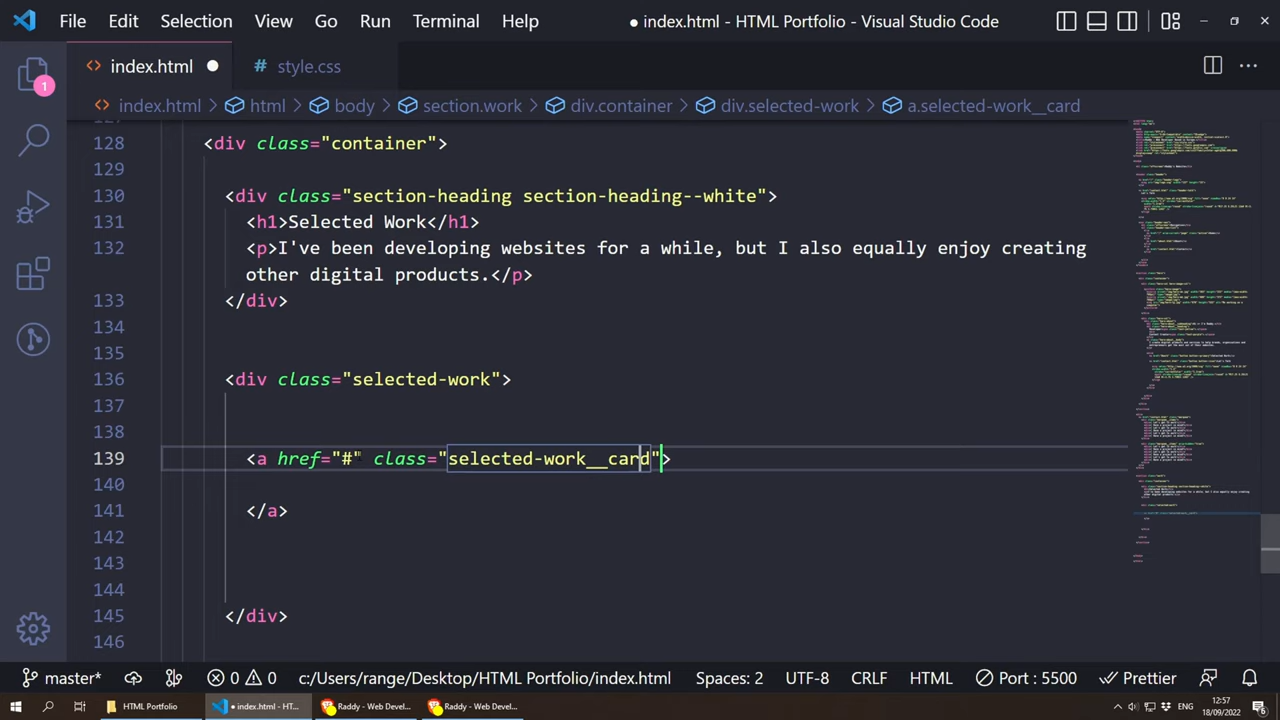 File Edit Selection View Go Run Terminal Help ● index.html - HTML Portfolio - Visual Studio Code
1
<> index.html ● # style.css
<> index.html > html > body > section.work > div.container > div.selected-work > a.selected-work__card
128 <div class="container">
129
130 <div class="section-heading section-heading--white">
131 <h1>Selected Work</h1>
132 <p>I've been developing websites for a while, but I also equally enjoy creating
other digiial products.</p>
133 </div>
134
135
136 <div class="selected-work">
137
138
139 <a href="#" class="selected-work__card">
140
141 </a>
142
143
144
145 </div>
146
master* 0 0 c:/Users/range/Desktop/HTML Portfolio/index.html Spaces: 2 UTF-8 CRLF HTML Port : 5500 Prettier
HTML Portfolio ● index.html - HT... Raddy - Web Devel... Raddy - Web Devel... 12:57
18/09/2022